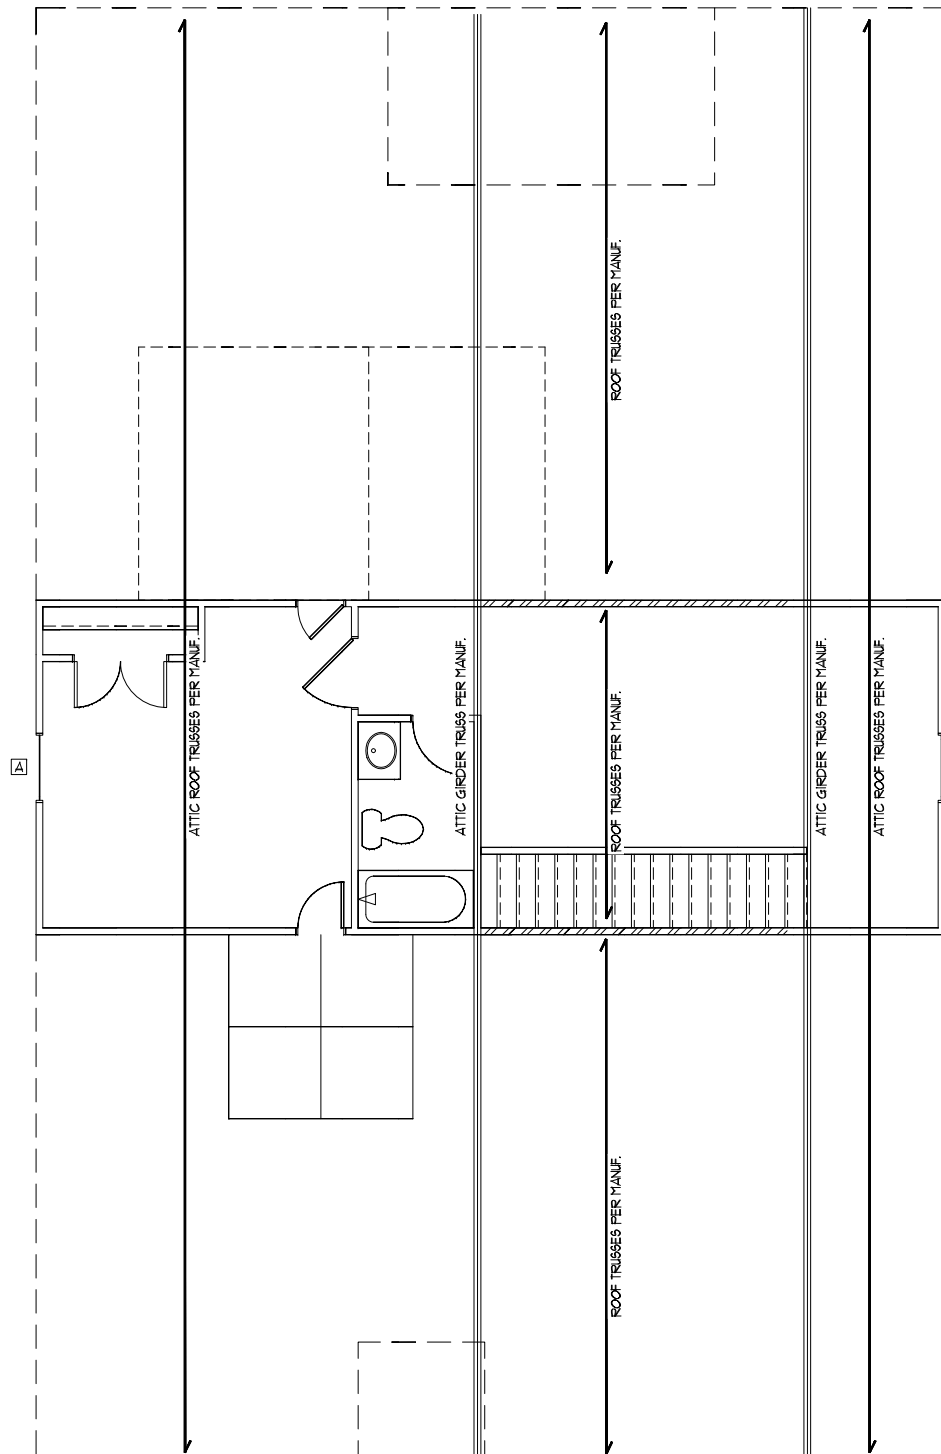 ROOF TRUSSES PER MANUF.
ATTIC ROOF TRUSSES PER MANUF.
ATTIC GIRDER TRUSS PER MANUF.
ROOF TRUSSES PER MANUF.
ATTIC GIRDER TRUSS PER MANUF.
ATTIC ROOF TRUSSES PER MANUF.
A
ROOF TRUSSES PER MANUF.